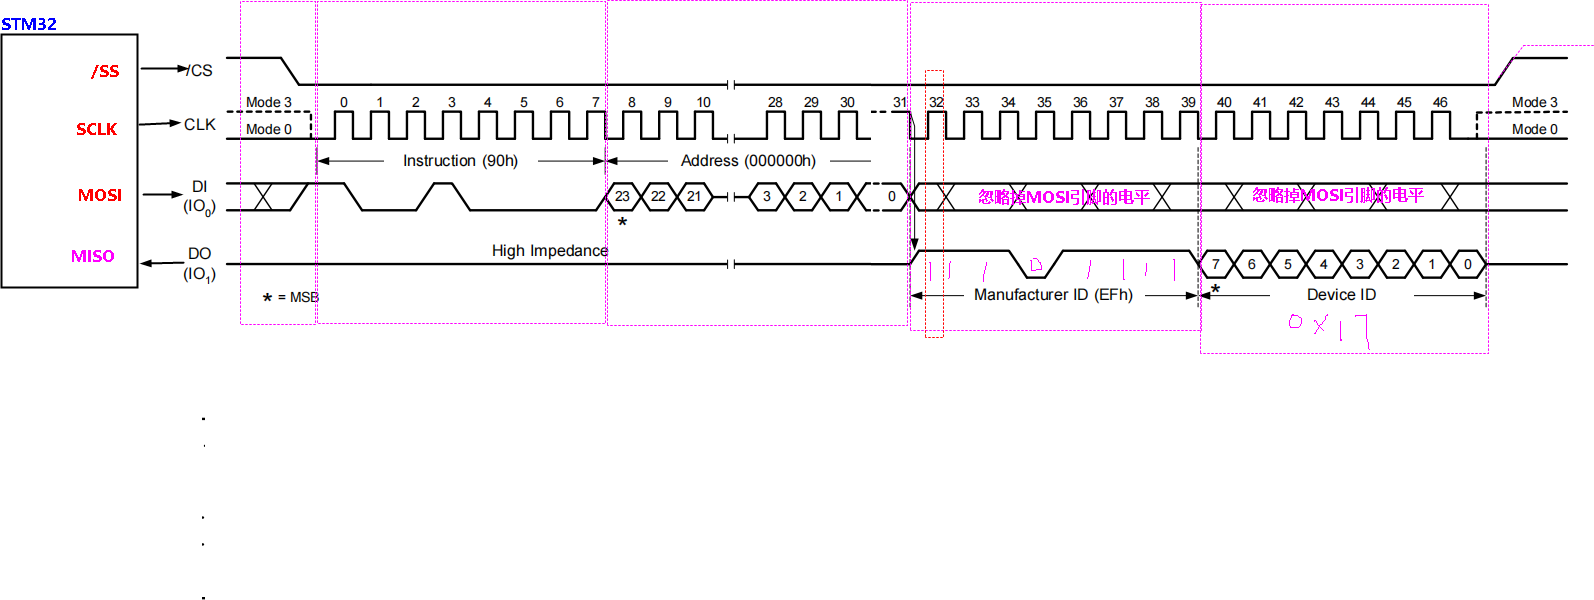 STM32
/SS /CS
Mode 3 0 1 2 3 4 5 6 7 8 9 10 28 29 30 31 32 33 34 35 36 37 38 39 40 41 42 43 44 45 46 Mode 3
SCLK CLK
Mode 0 Mode 0
Instruction (90h) Address (000000h)
MOSI DI
(IO0)
23 22 21 3 2 1 0 忽略掉MOSI引脚的电平 忽略掉MOSI引脚的电平
*
MISO DO
(IO1)
High Impedance
1 1 1 0 1 1 1 1 7 6 5 4 3 2 1 0
*
* = MSB Manufacturer ID (EFh) Device ID
0x17